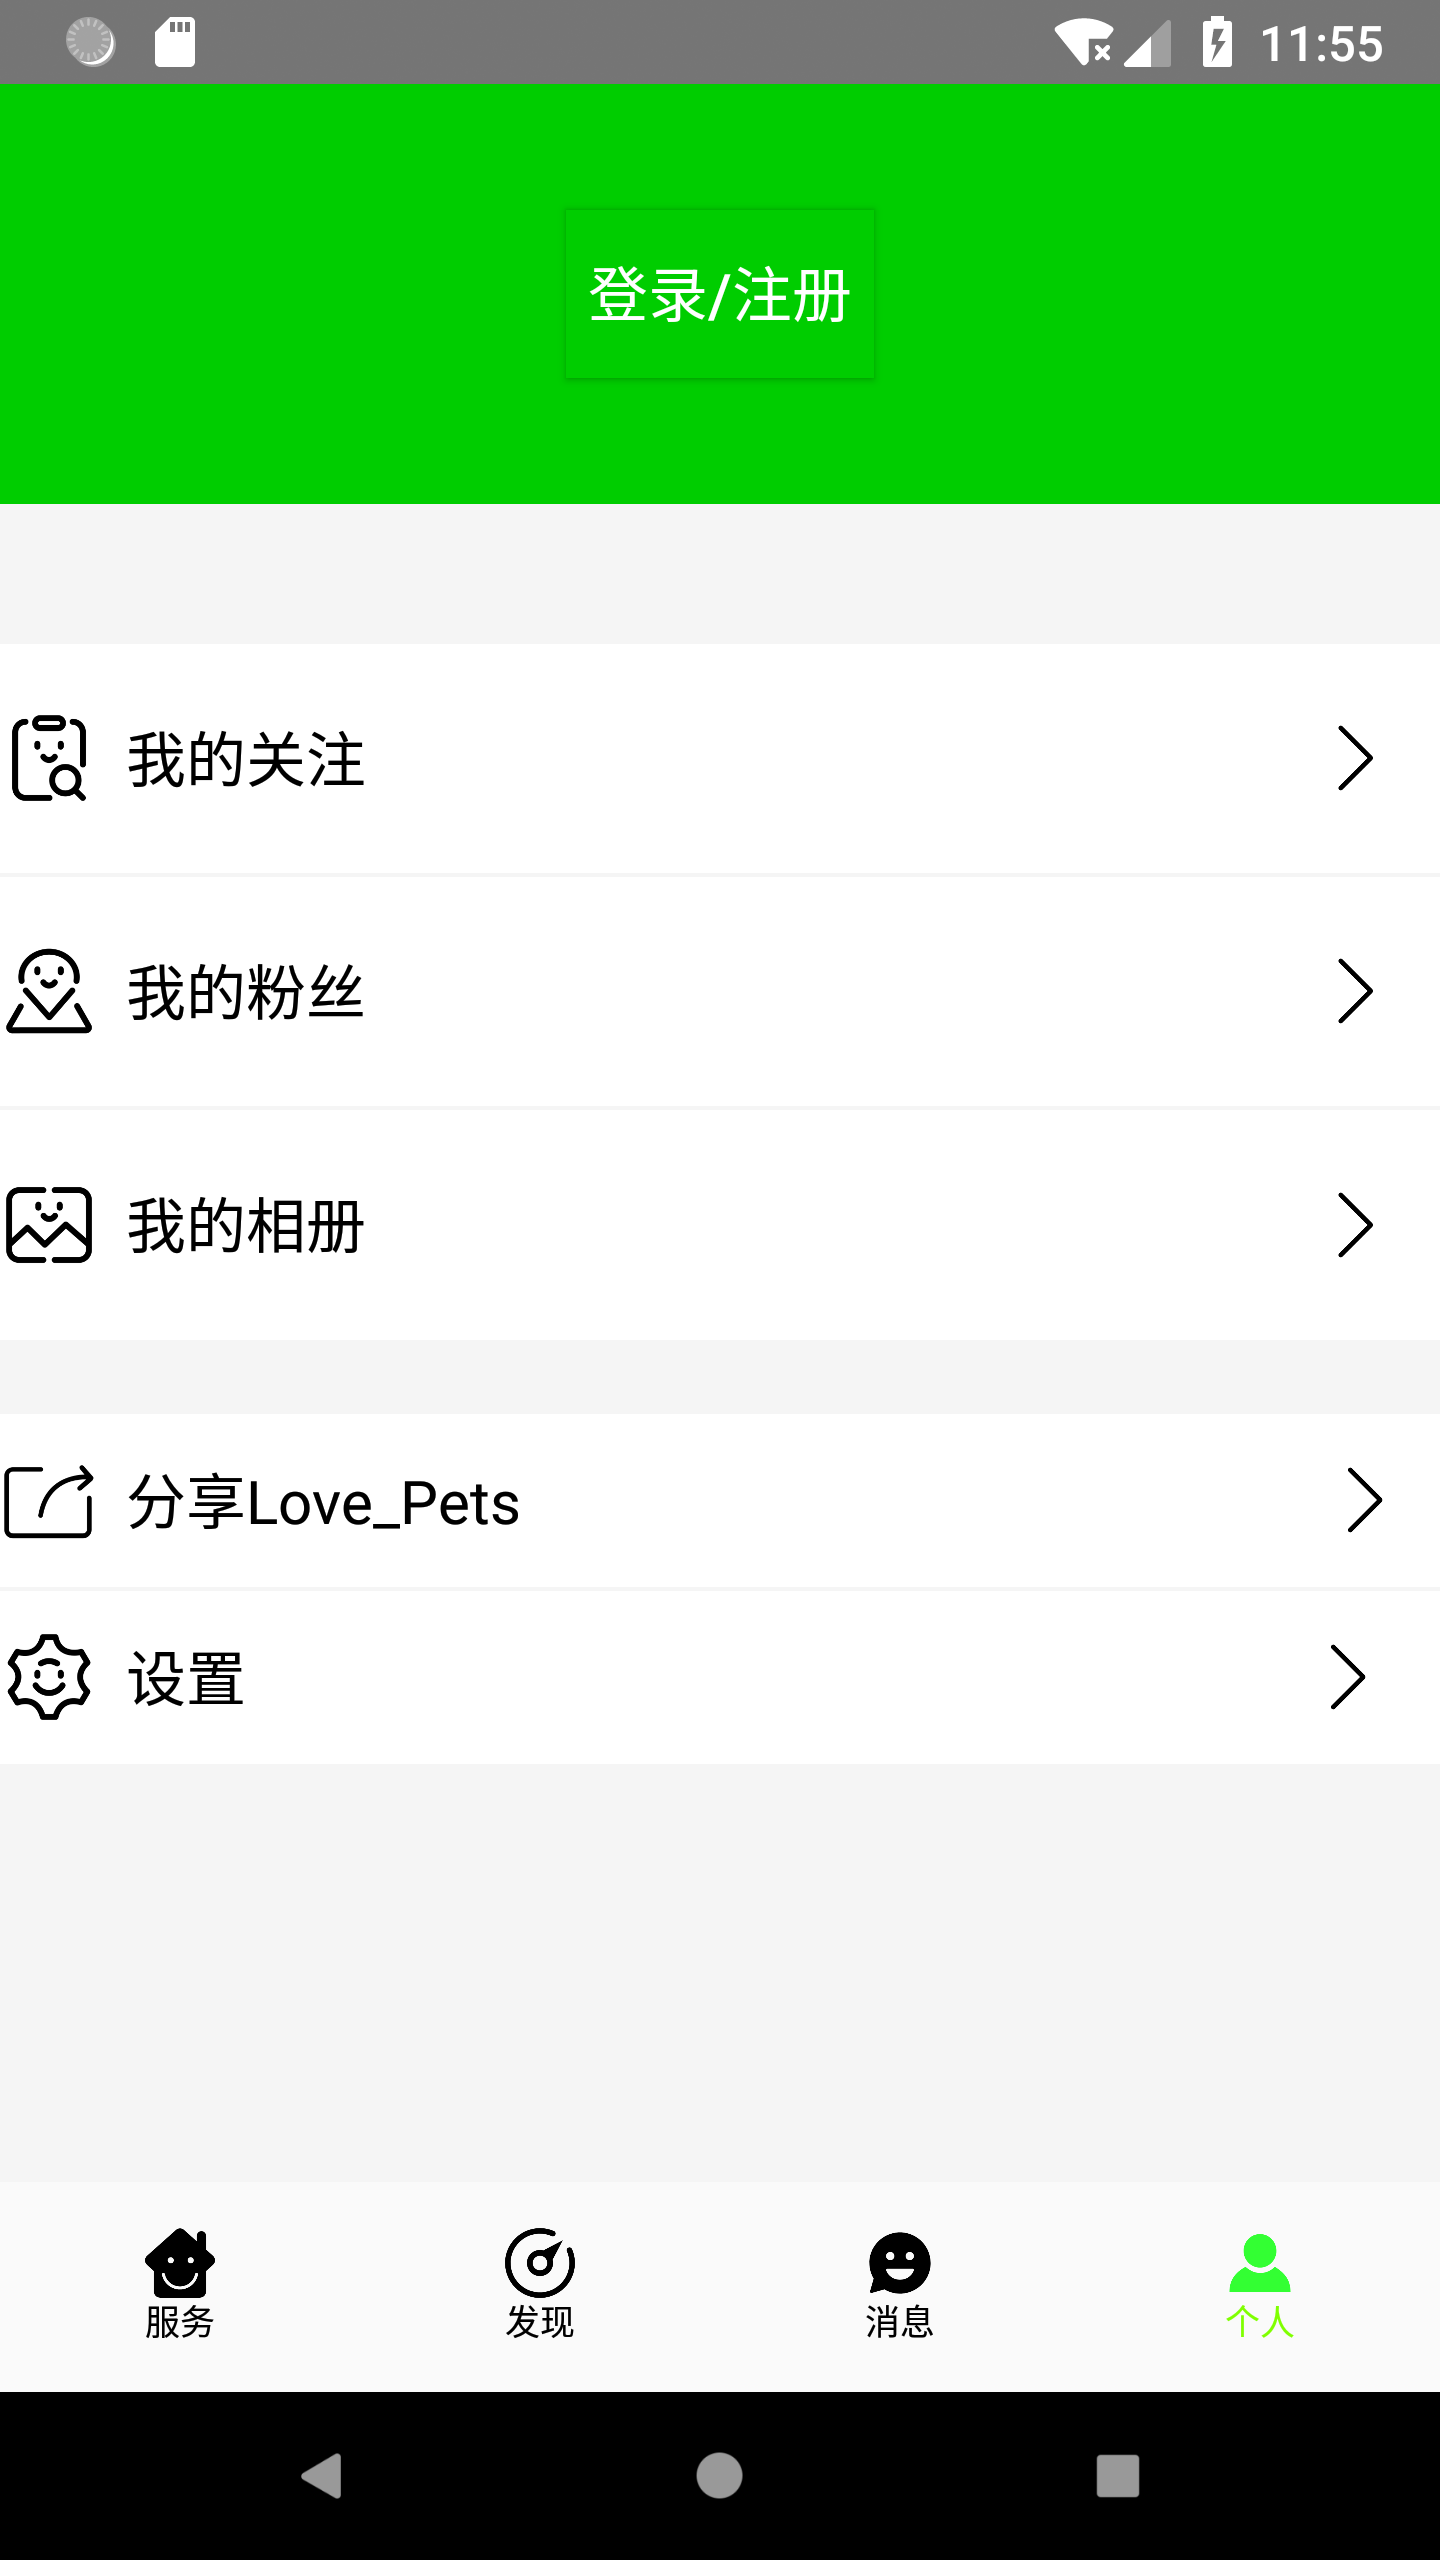 11:55
登录/注册
我的关注
我的粉丝
我的相册
分享Love_Pets
设置
服务
发现
消息
个人